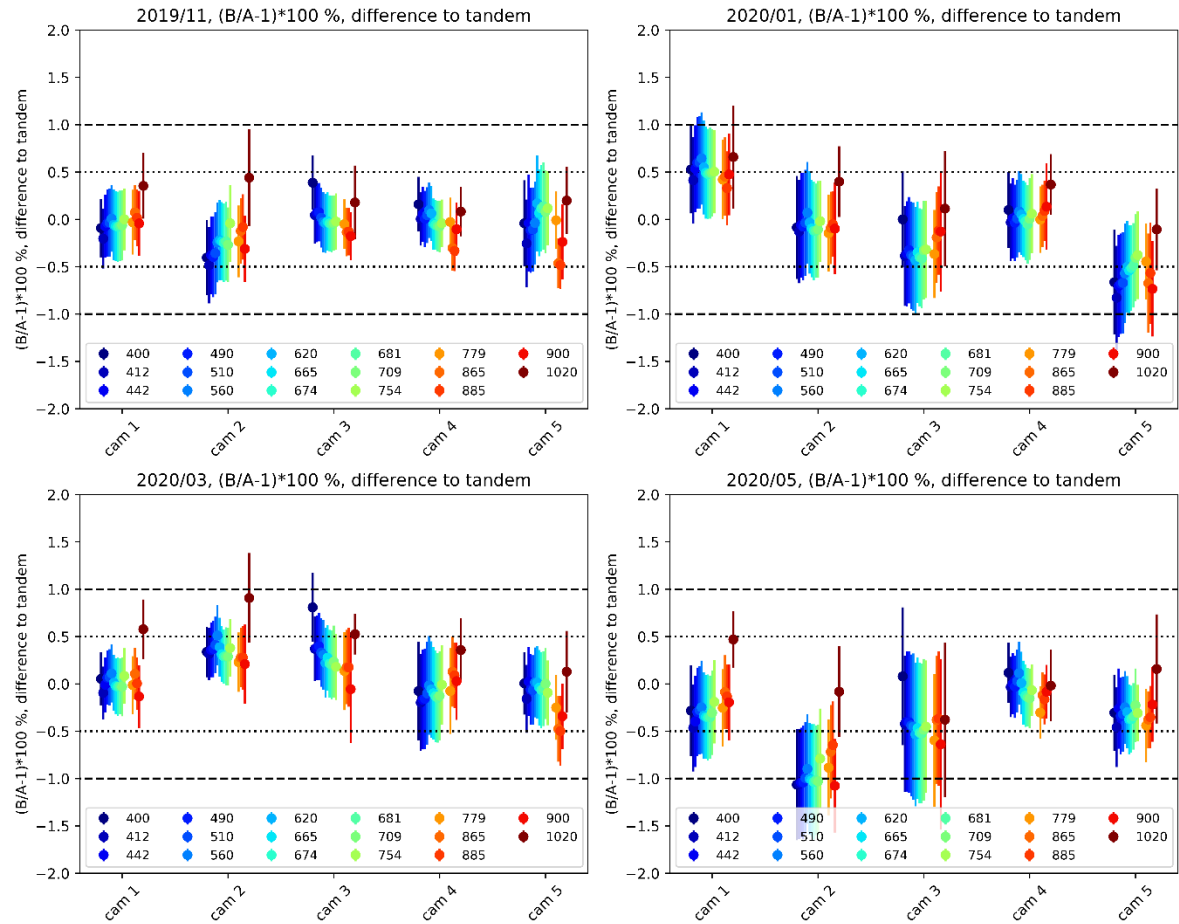 2019/11, (B/A-1)*100 %, difference to tandem
(B/A-1)*100 %, difference to tandem
2.0
1.5
1.0
0.5
0.0
−0.5
−1.0
−1.5
−2.0
400 490 620 681 779 900
412 510 665 709 865 1020
442 560 674 754 885
cam 1 cam 2 cam 3 cam 4 cam 5
2020/01, (B/A-1)*100 %, difference to tandem
(B/A-1)*100 %, difference to tandem
2.0
1.5
1.0
0.5
0.0
−0.5
−1.0
−1.5
−2.0
400 490 620 681 779 900
412 510 665 709 865 1020
442 560 674 754 885
cam 1 cam 2 cam 3 cam 4 cam 5
2020/03, (B/A-1)*100 %, difference to tandem
(B/A-1)*100 %, difference to tandem
2.0
1.5
1.0
0.5
0.0
−0.5
−1.0
−1.5
−2.0
400 490 620 681 779 900
412 510 665 709 865 1020
442 560 674 754 885
cam 1 cam 2 cam 3 cam 4 cam 5
2020/05, (B/A-1)*100 %, difference to tandem
(B/A-1)*100 %, difference to tandem
2.0
1.5
1.0
0.5
0.0
−0.5
−1.0
−1.5
−2.0
400 490 620 681 779 900
412 510 665 709 865 1020
442 560 674 754 885
cam 1 cam 2 cam 3 cam 4 cam 5